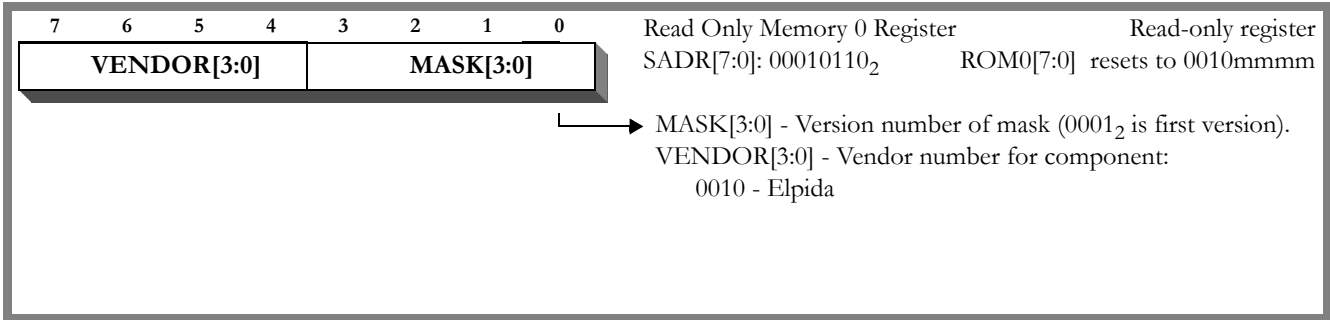 7 6 5 4 3 2 1 0
VENDOR[3:0] MASK[3:0]
Read Only Memory 0 Register Read-only register
SADR[7:0]: 00010110₂ ROM0[7:0] resets to 0010mmmm
MASK[3:0] - Version number of mask (0001₂ is first version).
VENDOR[3:0] - Vendor number for component:
0010 - Elpida